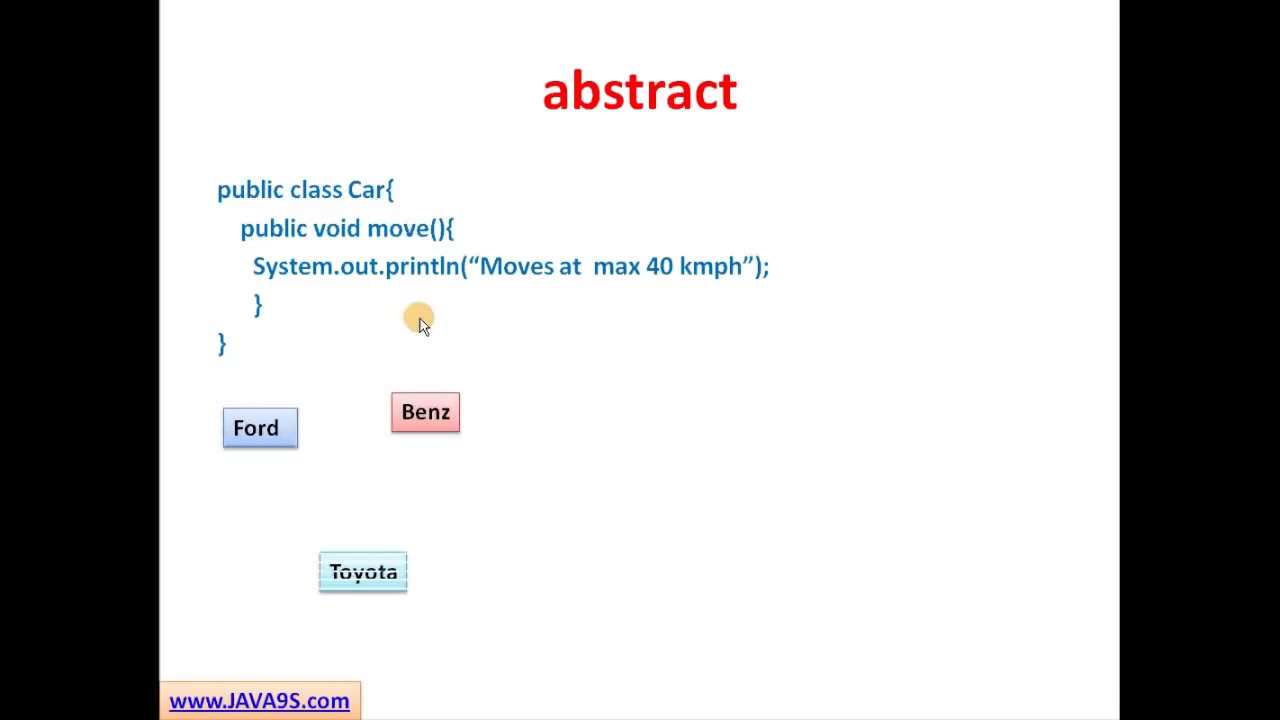 abstract
public class Car{
public void move(){
System.out.println(“Moves at  max 40 kmph”);
}
}
Benz
Ford
Toyota
www.JAVA9S.com